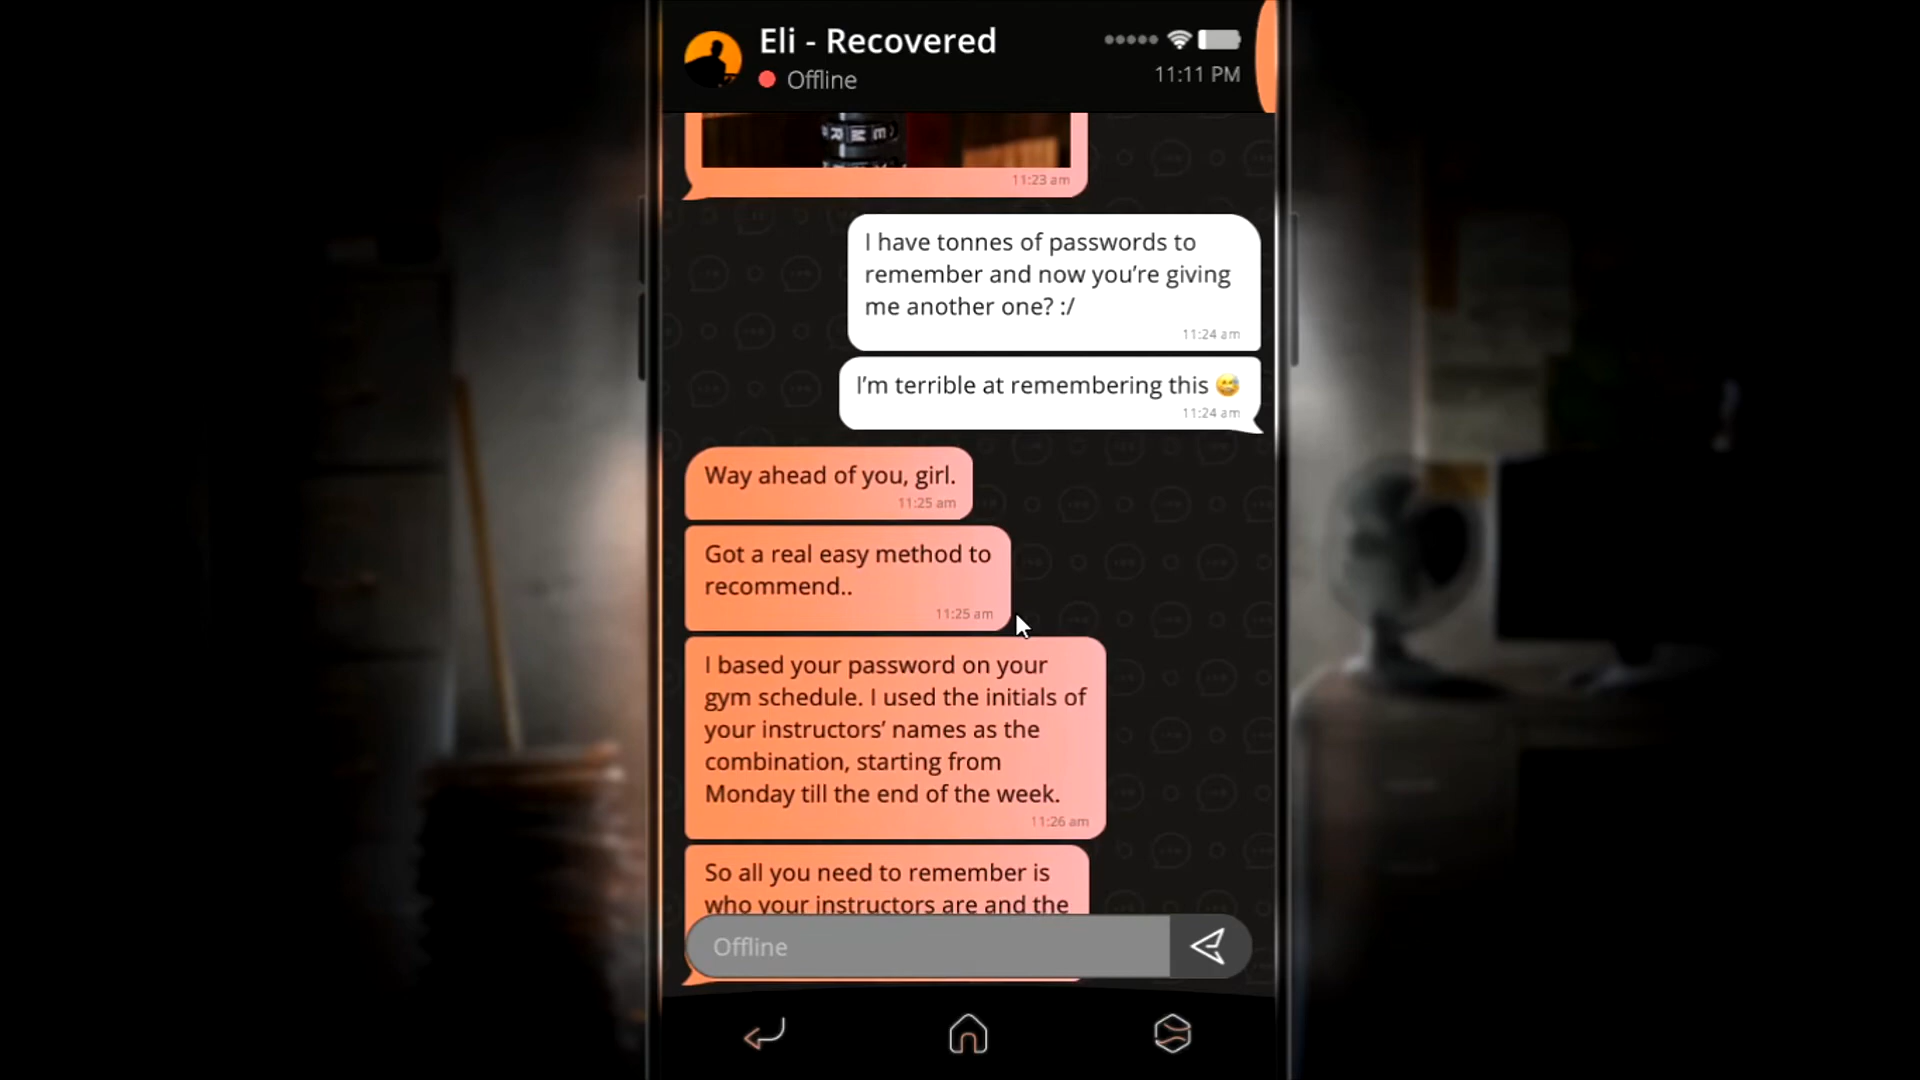 Eli - Recovered
Offline
11:11 PM
11:23 am
I have tonnes of passwords to
remember and now you’re giving
me another one? :/
11:24 am
I’m terrible at remembering this 😅
11:24 am
Way ahead of you, girl.
11:25 am
Got a real easy method to
recommend..
11:25 am
I based your password on your
gym schedule. I used the initials of
your instructors’ names as the
combination, starting from
Monday till the end of the week.
11:26 am
So all you need to remember is
who your instructors are and the
Offline